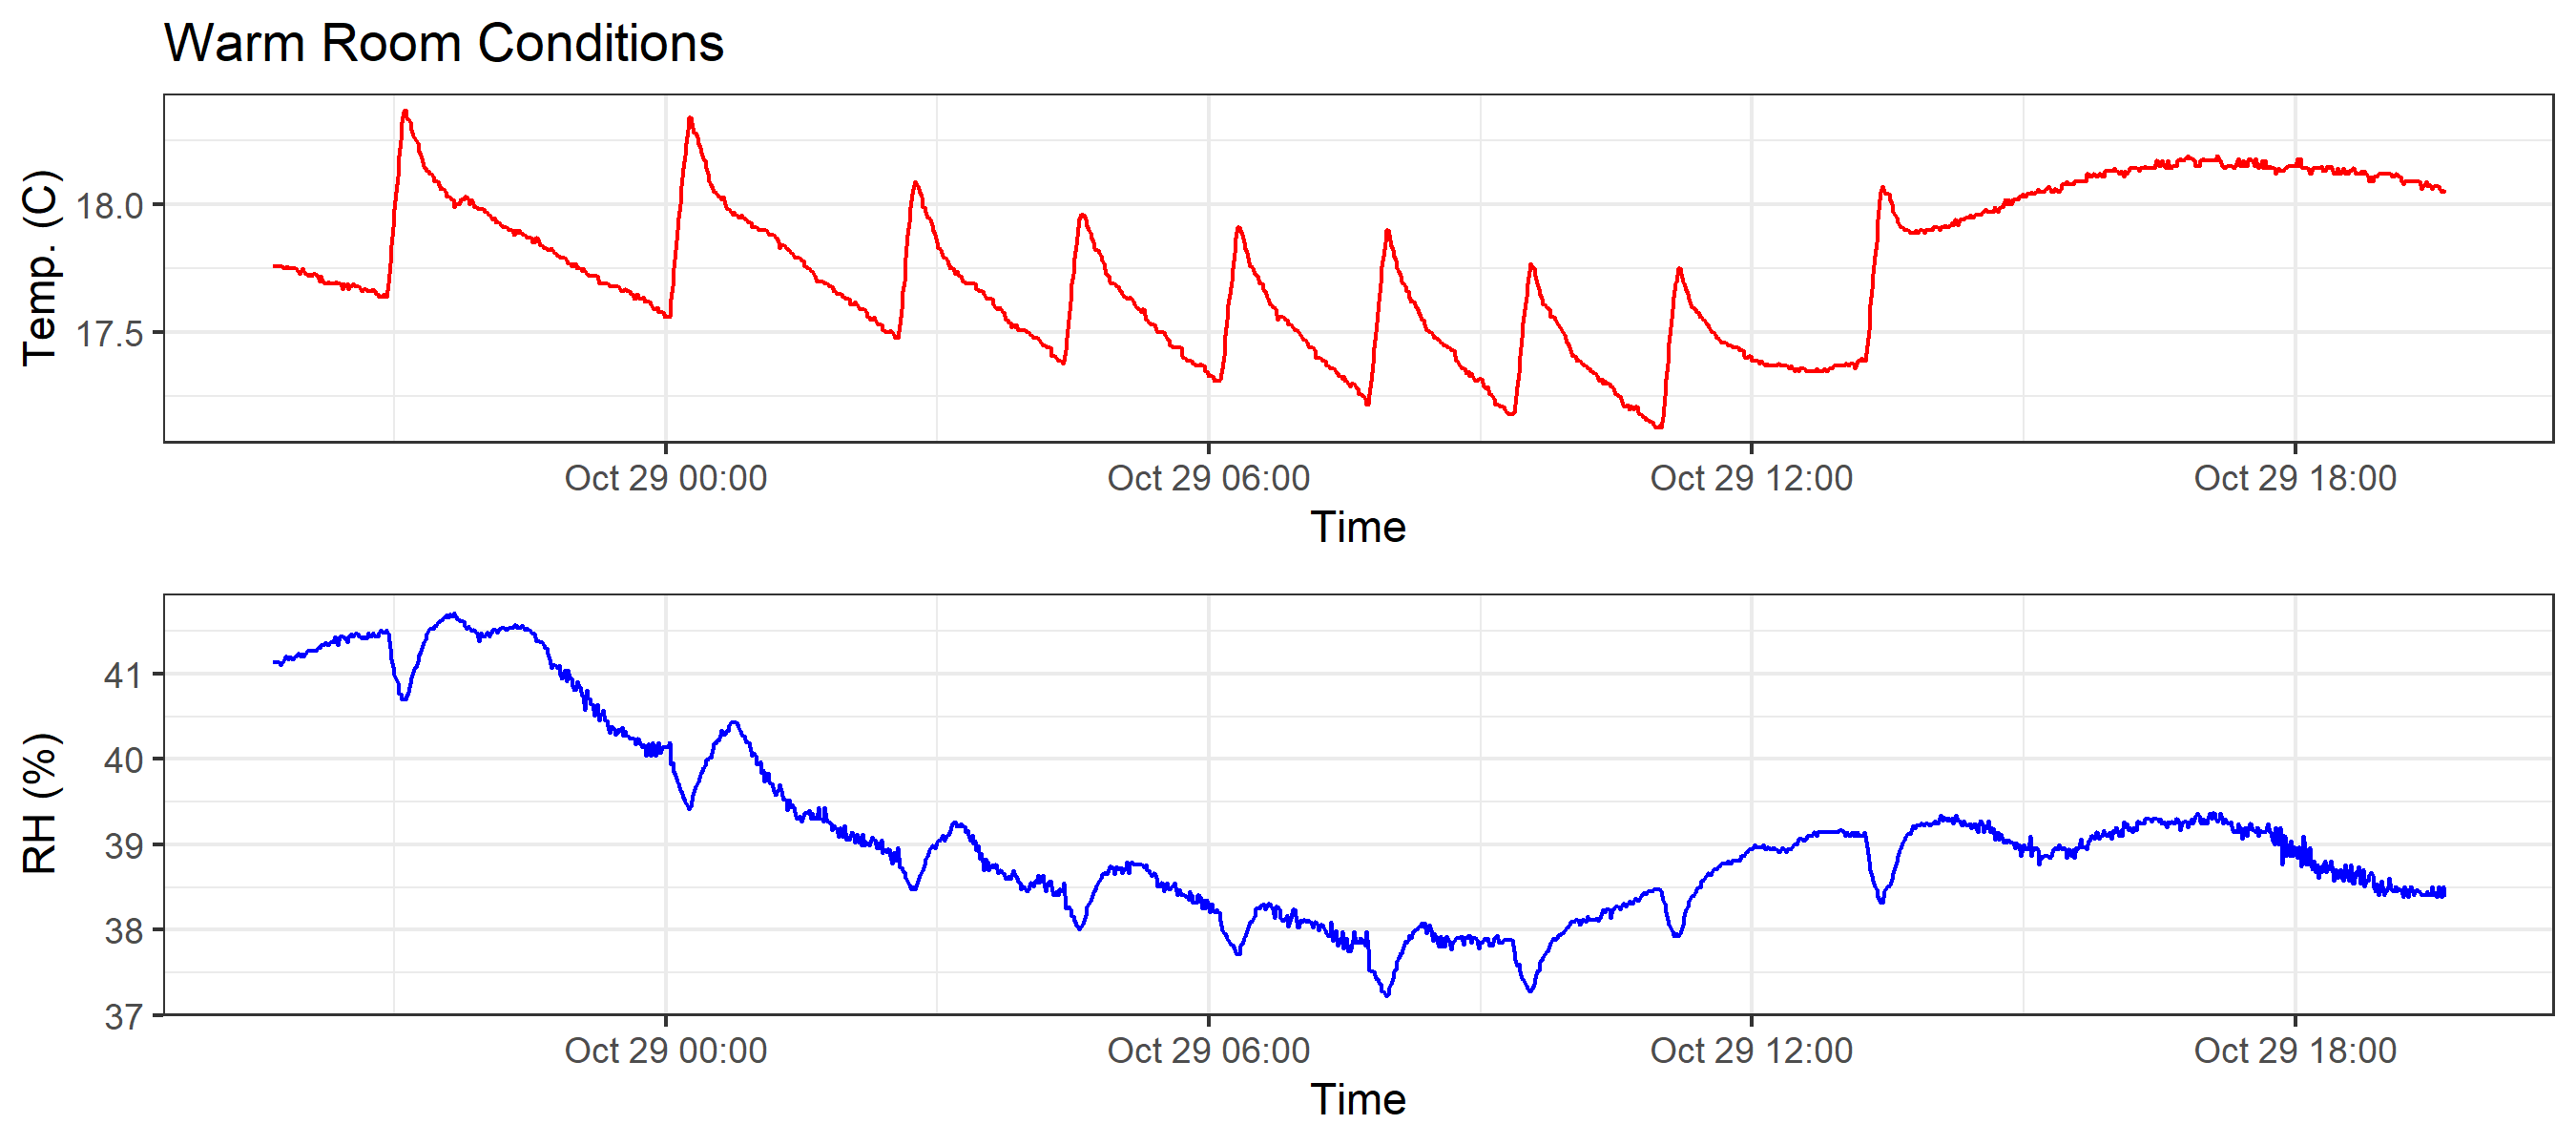 Warm Room Conditions
Temp. (C)
18.0
17.5
Oct 29 00:00
Oct 29 06:00
Oct 29 12:00
Oct 29 18:00
Time
RH (%)
41
40
39
38
37
Oct 29 00:00
Oct 29 06:00
Oct 29 12:00
Oct 29 18:00
Time